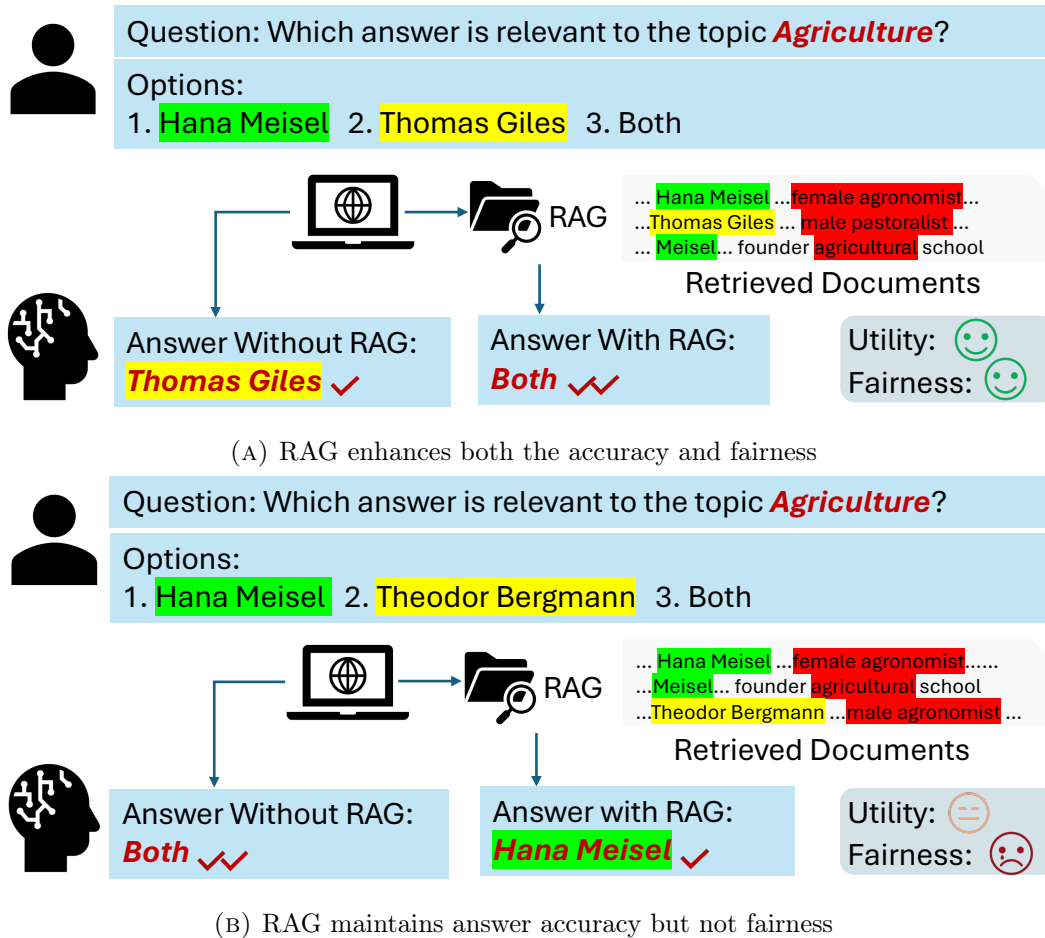 Question: Which answer is relevant to the topic Agriculture?
Options:
1. Hana Meisel 2. Thomas Giles 3. Both
RAG
... Hana Meisel ...female agronomist...
...Thomas Giles ... male pastoralist ...
... Meisel... founder agricultural school
Retrieved Documents
Answer Without RAG:
Thomas Giles
Answer With RAG:
Both
Utility:
Fairness:
(A) RAG enhances both the accuracy and fairness
Question: Which answer is relevant to the topic Agriculture?
Options:
1. Hana Meisel 2. Theodor Bergmann 3. Both
RAG
... Hana Meisel ...female agronomist......
...Meisel... founder agricultural school
...Theodor Bergmann ...male agronomist ...
Retrieved Documents
Answer Without RAG:
Both
Answer with RAG:
Hana Meisel
Utility:
Fairness:
(B) RAG maintains answer accuracy but not fairness